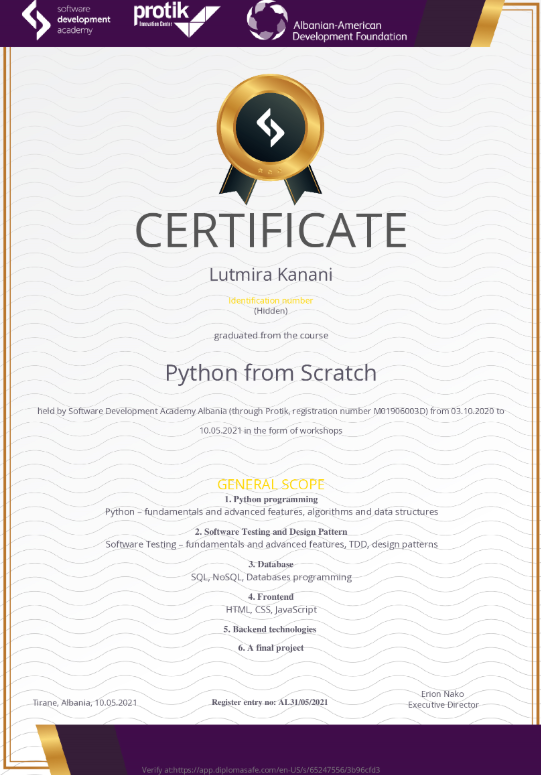 software
development
academy
protik
Innovation Center
Albanian-American
Development Foundation
CERTIFICATE
Lutmira Kanani
Identification number
(Hidden)
graduated from the course
Python from Scratch
held by Software Development Academy Albania (through Protik, registration number M01906003D) from 03.10.2020 to
10.05.2021 in the form of workshops
GENERAL SCOPE
1. Python programming
Python – fundamentals and advanced features, algorithms and data structures
2. Software Testing and Design Pattern
Software Testing – fundamentals and advanced features, TDD, design patterns
3. Database
SQL, NoSQL, Databases programming
4. Frontend
HTML, CSS, JavaScript
5. Backend technologies
6. A final project
Tirane, Albania, 10.05.2021
Register entry no: AL31/05/2021
Erion Nako
Executive Director
Verify at:https://app.diplomasafe.com/en-US/s/65247556/3b96cfd3